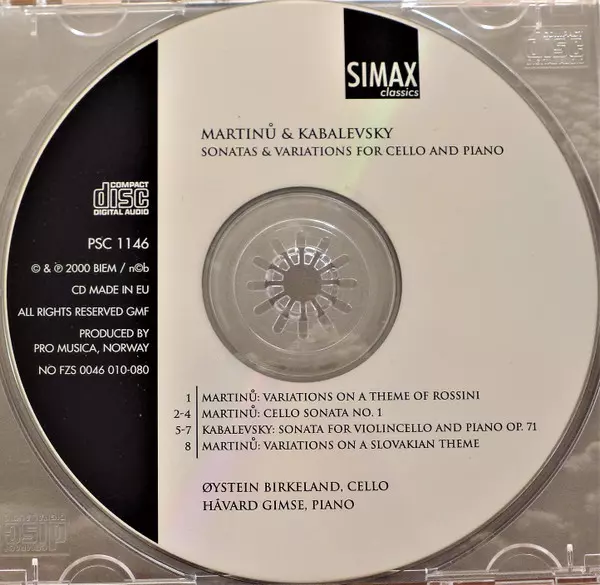 SIMAX
classics
MARTINŮ & KABALEVSKY
SONATAS & VARIATIONS FOR CELLO AND PIANO
COMPACT
disc
DIGITAL AUDIO
PSC 1146
© & ℗ 2000 BIEM / n©b
CD MADE IN EU
ALL RIGHTS RESERVED GMF
PRODUCED BY
PRO MUSICA, NORWAY
NO FZS 0046 010-080
1 MARTINŮ: VARIATIONS ON A THEME OF ROSSINI
2-4 MARTINŮ: CELLO SONATA NO. 1
5-7 KABALEVSKY: SONATA FOR VIOLINCELLO AND PIANO OP. 71
8 MARTINŮ: VARIATIONS ON A SLOVAKIAN THEME
ØYSTEIN BIRKELAND, CELLO
HÅVARD GIMSE, PIANO